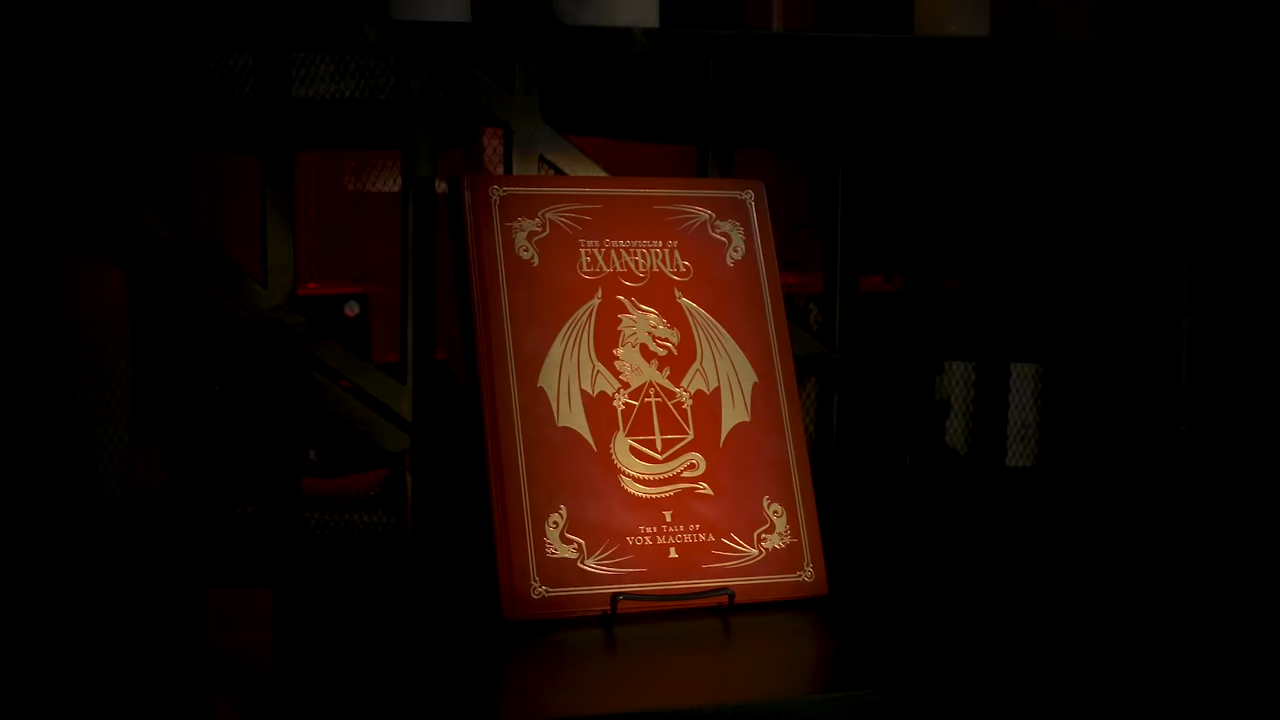 The Chronicles of
EXANDRIA
The Tale of
VOX MACHINA